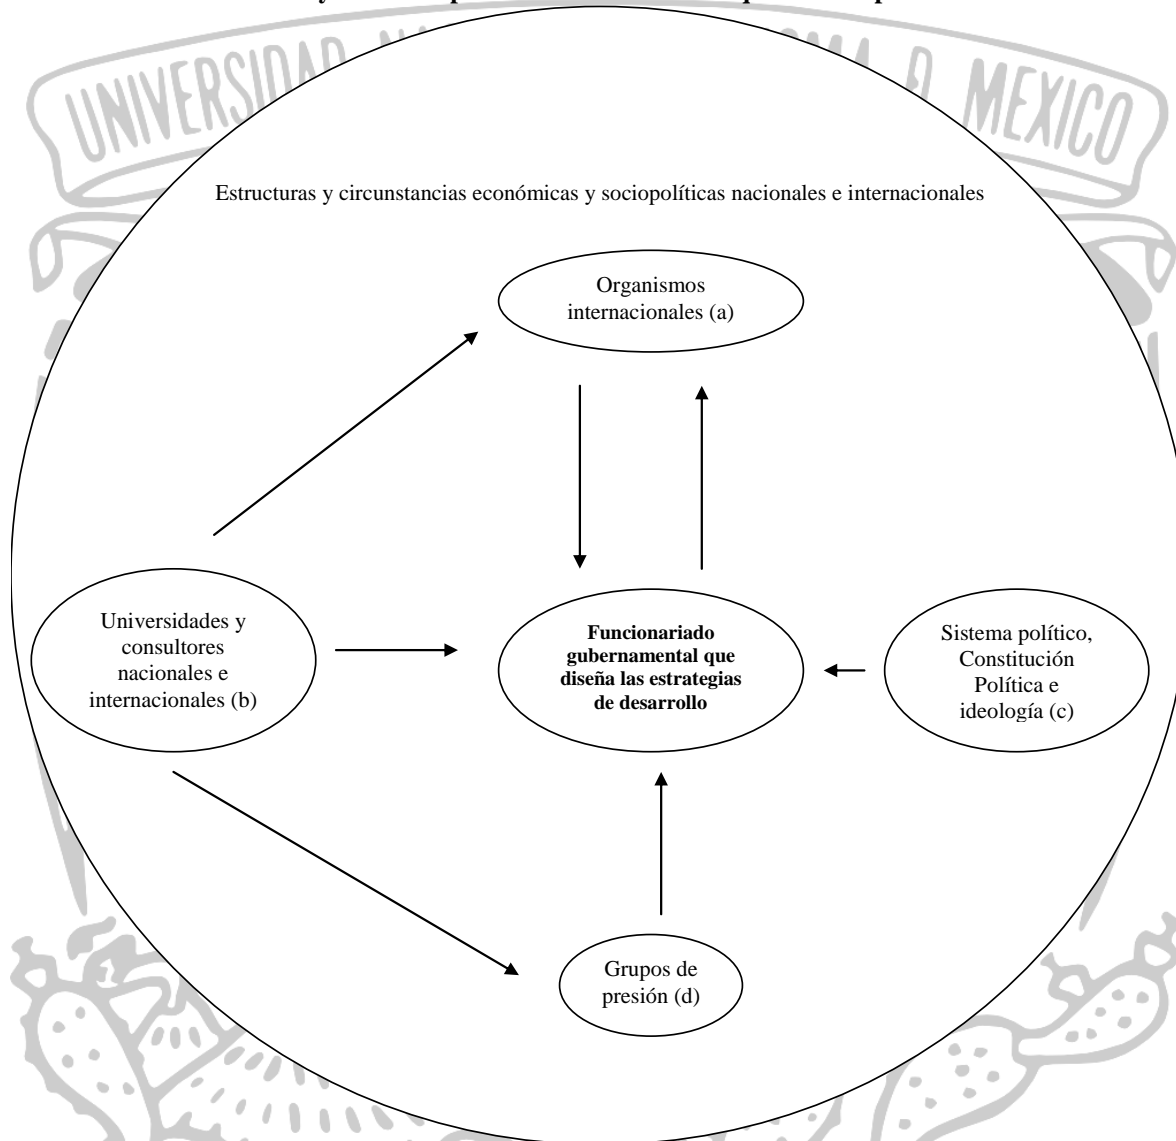 UNIVERSIDAD
MEXICO
Estructuras y circunstancias económicas y sociopolíticas nacionales e internacionales
Organismos
internacionales (a)
Universidades y
consultores
nacionales e
internacionales (b)
Funcionariado
gubernamental que
diseña las estrategias
de desarrollo
Sistema político,
Constitución
Política e
ideología (c)
Grupos de
presión (d)